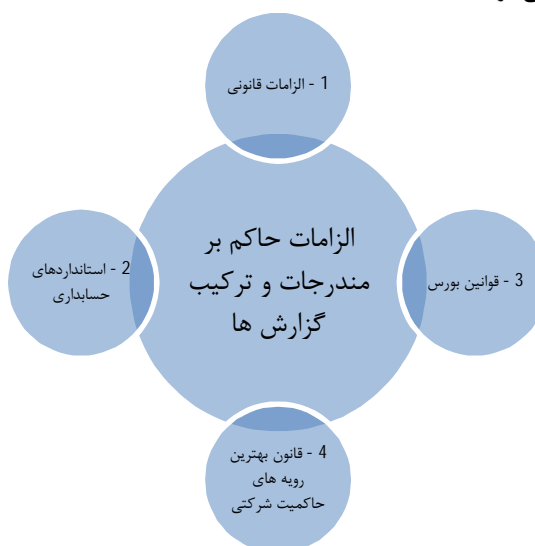 1 - الزامات قانونی
الزامات حاکم بر
مندرجات و ترکیب
گزارش ها
2 - استانداردهای
حسابداری
3 - قوانین بورس
4 - قانون بهترین
رویه های
حاکمیت شرکتی